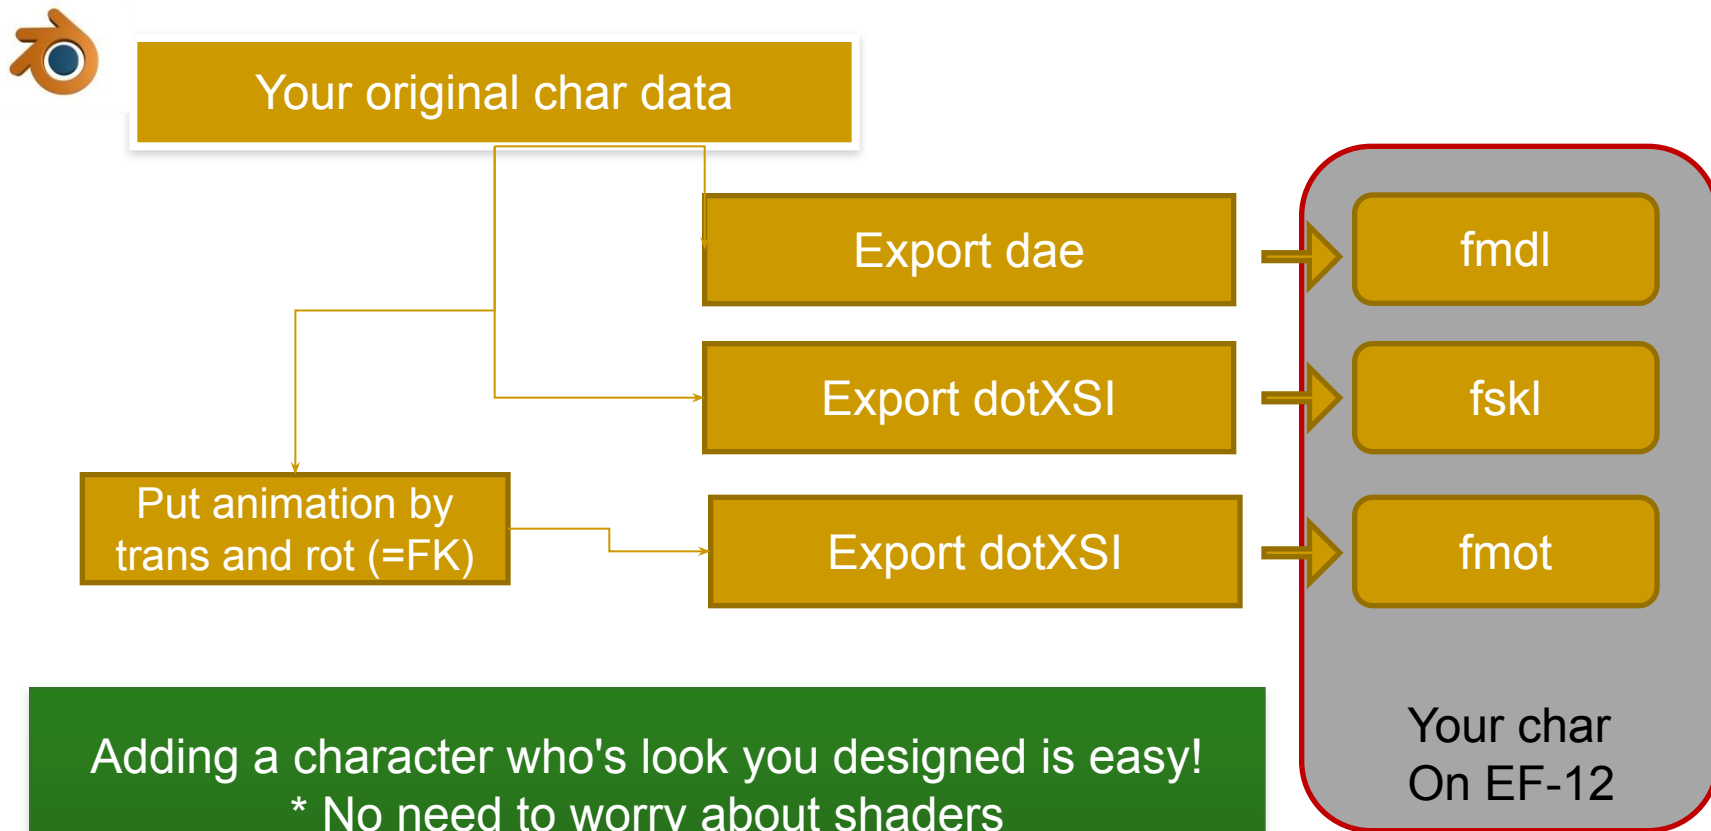 Your original char data
Export dae
fmdl
Export dotXSI
fskl
Put animation by
trans and rot (=FK)
Export dotXSI
fmot
Adding a character who's look you designed is easy!
* No need to worry about shaders
Your char
On EF-12